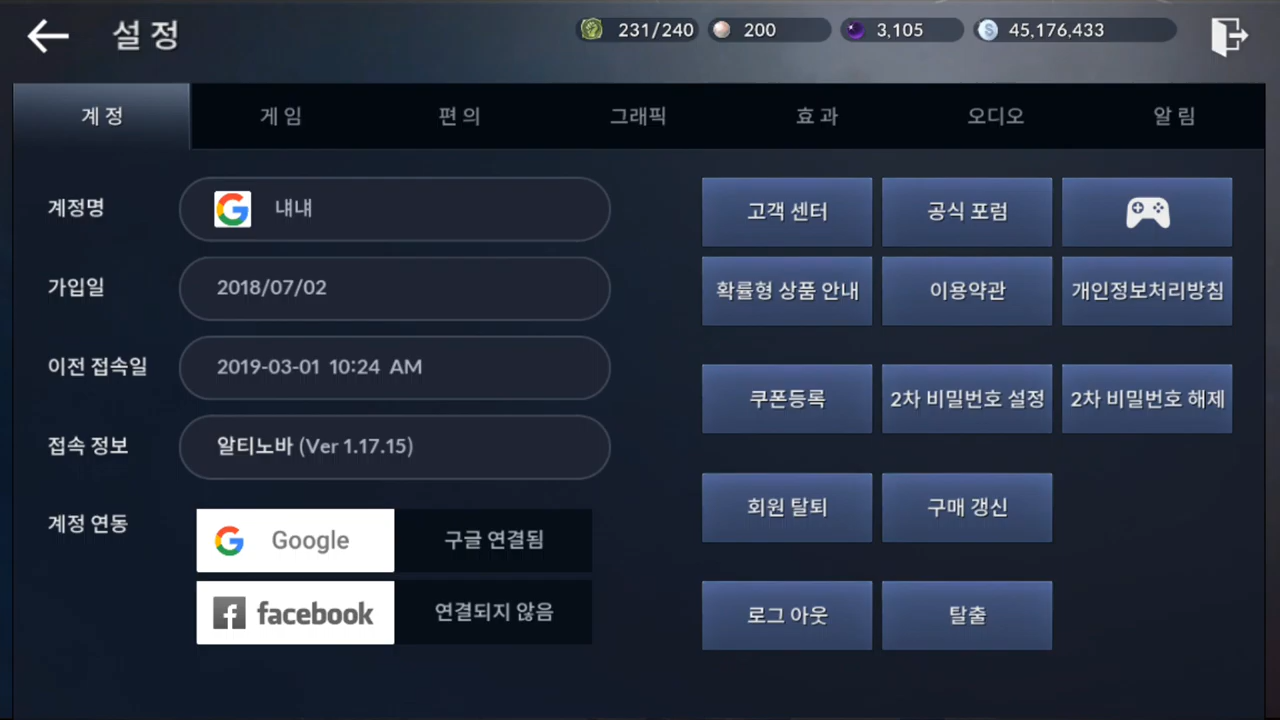 설정
231/240
200
3,105
45,176,433
계정
게임
편의
그래픽
효과
오디오
알림
계정명
냬냬
가입일
2018/07/02
이전 접속일
2019-03-01 10:24 AM
접속 정보
알티노바 (Ver 1.17.15)
계정 연동
Google
구글 연결됨
facebook
연결되지 않음
고객 센터
공식 포럼
확률형 상품 안내
이용약관
개인정보처리방침
쿠폰등록
2차 비밀번호 설정
2차 비밀번호 해제
회원 탈퇴
구매 갱신
로그 아웃
탈출